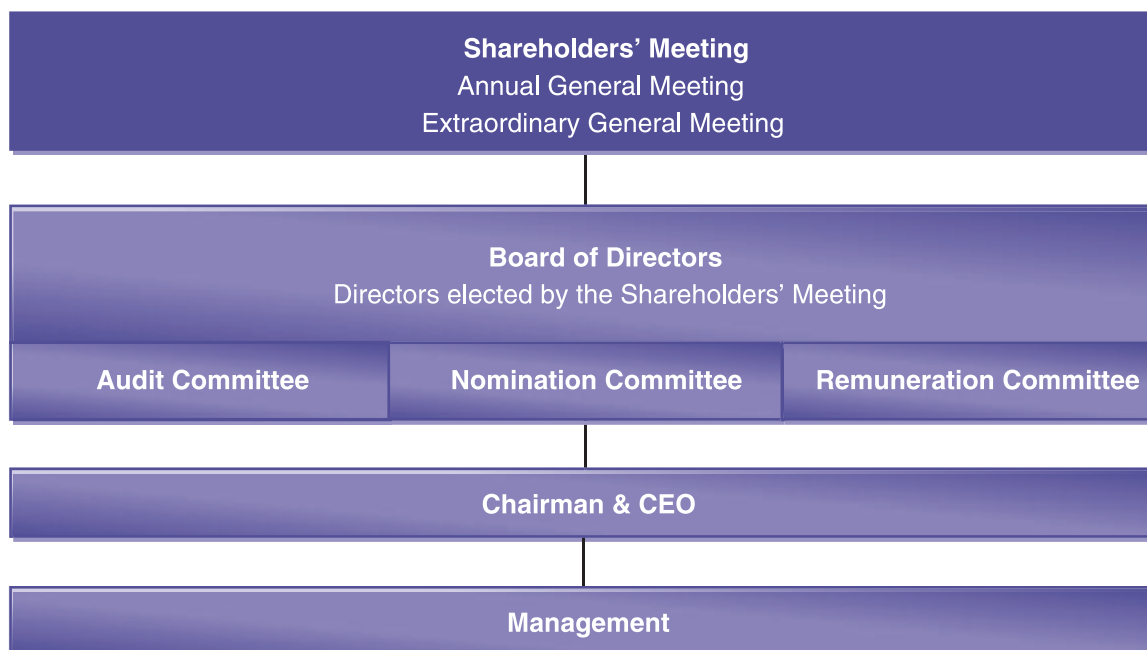 Shareholders’ Meeting
Annual General Meeting
Extraordinary General Meeting
Board of Directors
Directors elected by the Shareholders’ Meeting
Audit Committee
Nomination Committee
Remuneration Committee
Chairman & CEO
Management